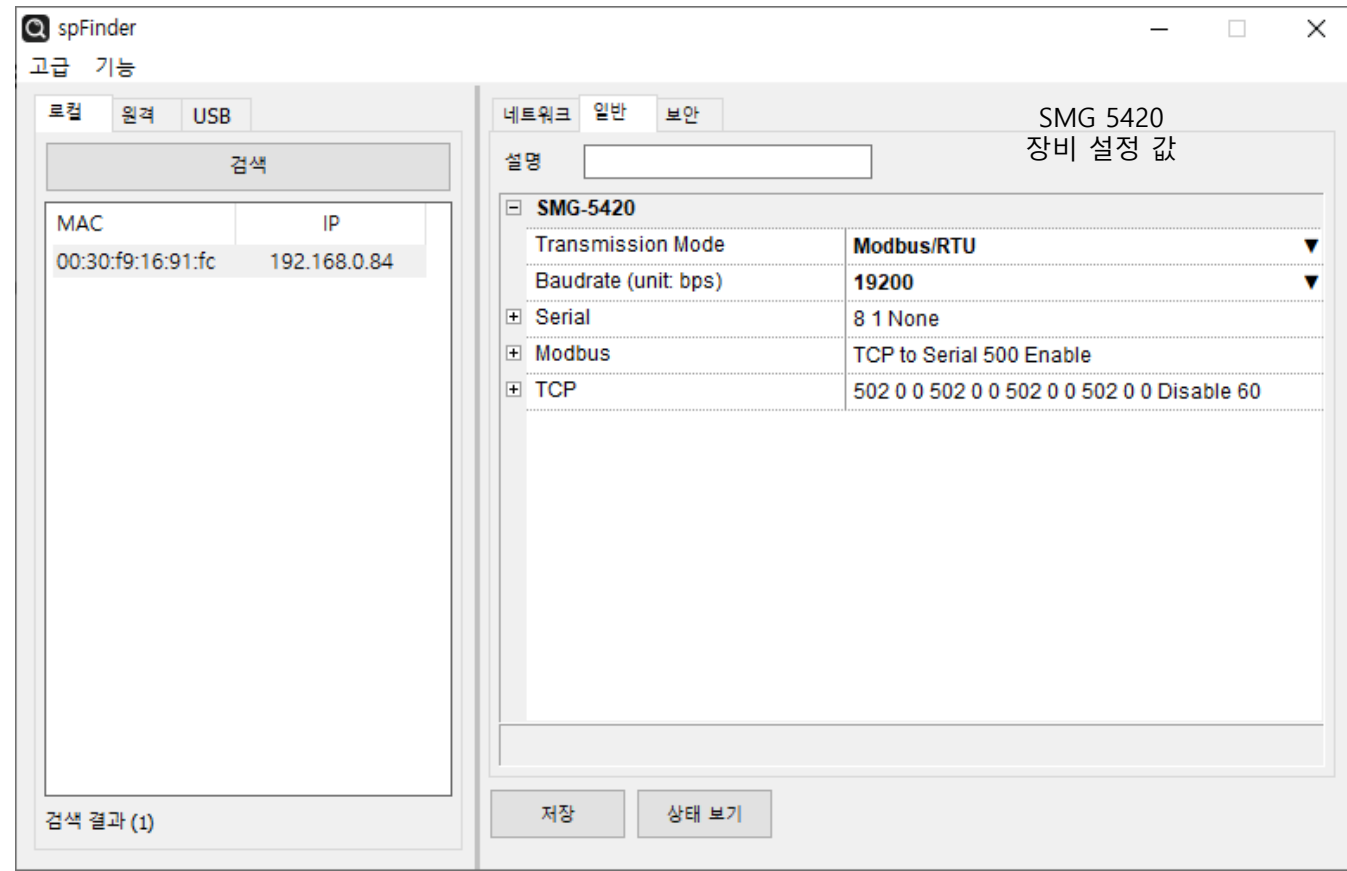 spFinder
고급 기능
로컬 원격 USB
검색
MAC IP
00:30:f9:16:91:fc 192.168.0.84
검색 결과 (1)
네트워크 일반 보안
SMG 5420
장비 설정 값
설명
SMG-5420
Transmission Mode Modbus/RTU
Baudrate (unit: bps) 19200
Serial 8 1 None
Modbus TCP to Serial 500 Enable
TCP 502 0 0 502 0 0 502 0 0 502 0 0 Disable 60
저장 상태 보기